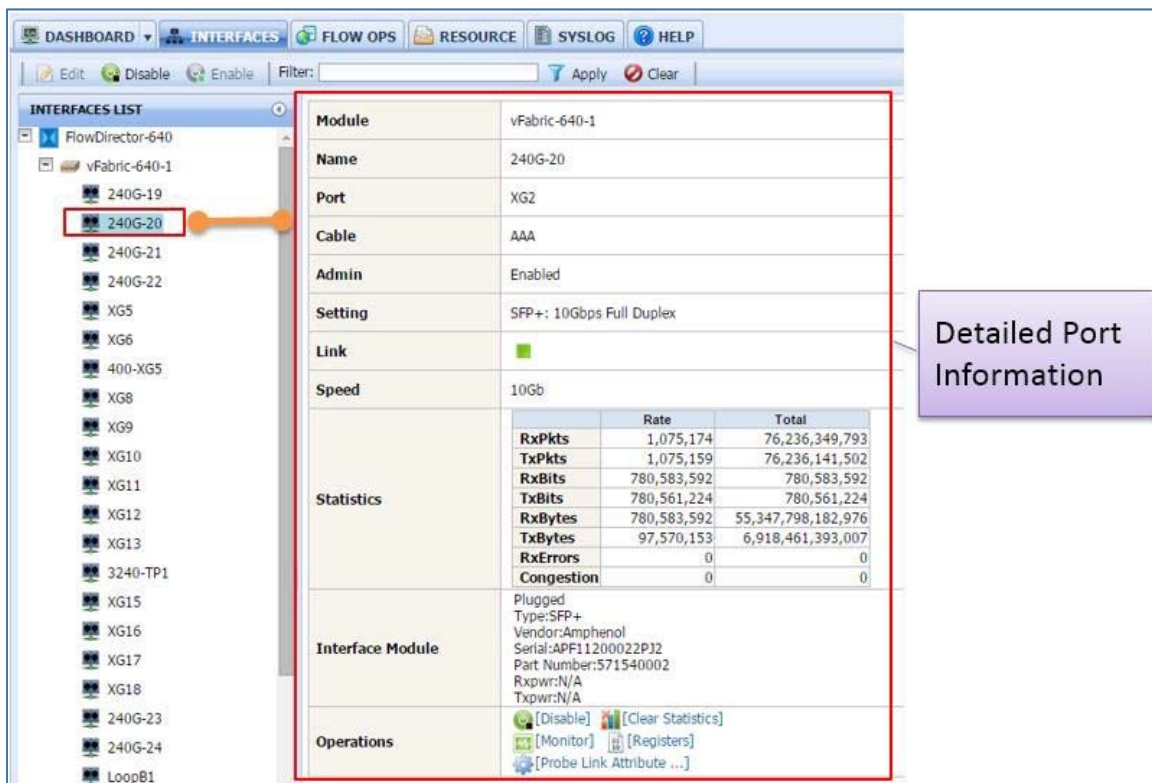 DASHBOARD INTERFACES FLOW OPS RESOURCE SYSLOG HELP
Edit Disable Enable Filter: Apply Clear
INTERFACES LIST
FlowDirector-640
vFabric-640-1
240G-19
240G-20
240G-21
240G-22
XG5
XG6
400-XG5
XG8
XG9
XG10
XG11
XG12
XG13
3240-TP1
XG15
XG16
XG17
XG18
240G-23
240G-24
LoopB1
Module vFabric-640-1
Name 240G-20
Port XG2
Cable AAA
Admin Enabled
Setting SFP+: 10Gbps Full Duplex
Link
Speed 10Gb
Statistics
Rate Total
RxPkts 1,075,174 76,236,349,793
TxPkts 1,075,159 76,236,141,502
RxBits 780,583,592 780,583,592
TxBits 780,561,224 780,561,224
RxBytes 780,583,592 55,347,798,182,976
TxBytes 97,570,153 6,918,461,393,007
RxErrors 0 0
Congestion 0 0
Interface Module
Plugged
Type:SFP+
Vendor:Amphenol
Serial:APF11200022PJ2
Part Number:571540002
Rxpwr:N/A
Txpwr:N/A
Operations
[Disable] [Clear Statistics]
[Monitor] [Registers]
[Probe Link Attribute ...]
Detailed Port
Information